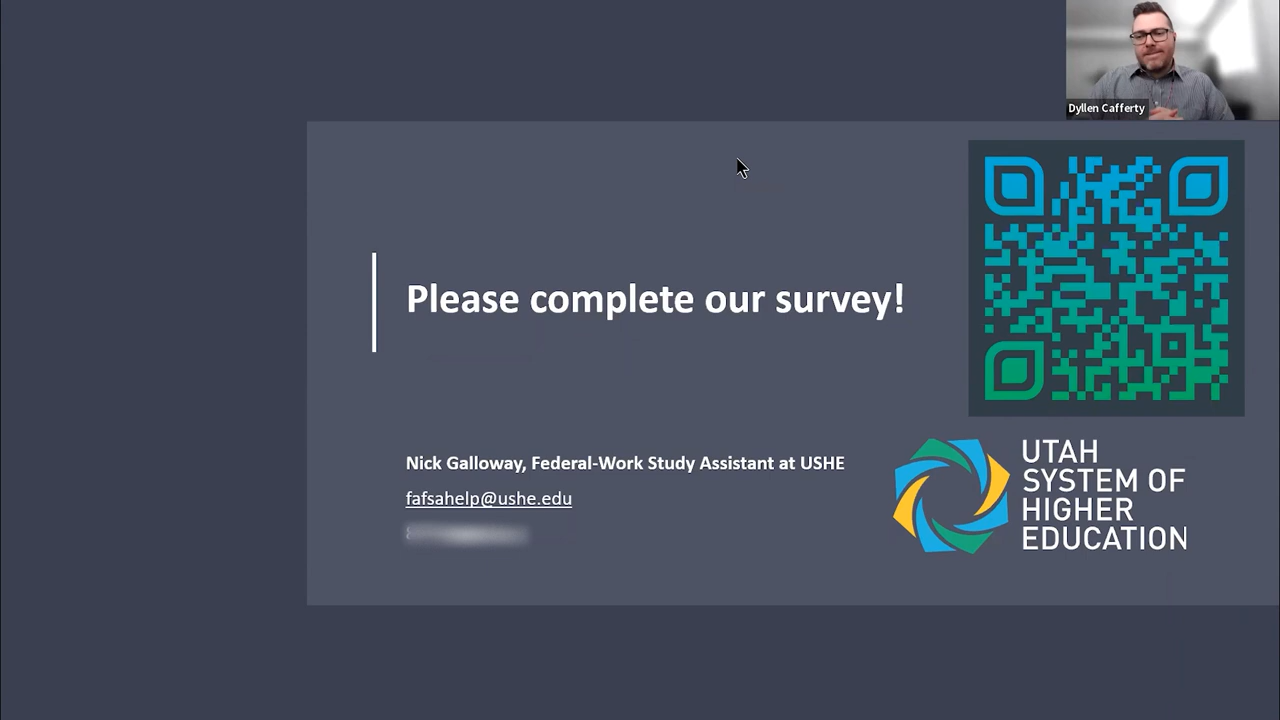 Dyllen Cafferty
Please complete our survey!
Nick Galloway, Federal-Work Study Assistant at USHE
fafsahelp@ushe.edu
UTAH
SYSTEM OF
HIGHER
EDUCATION